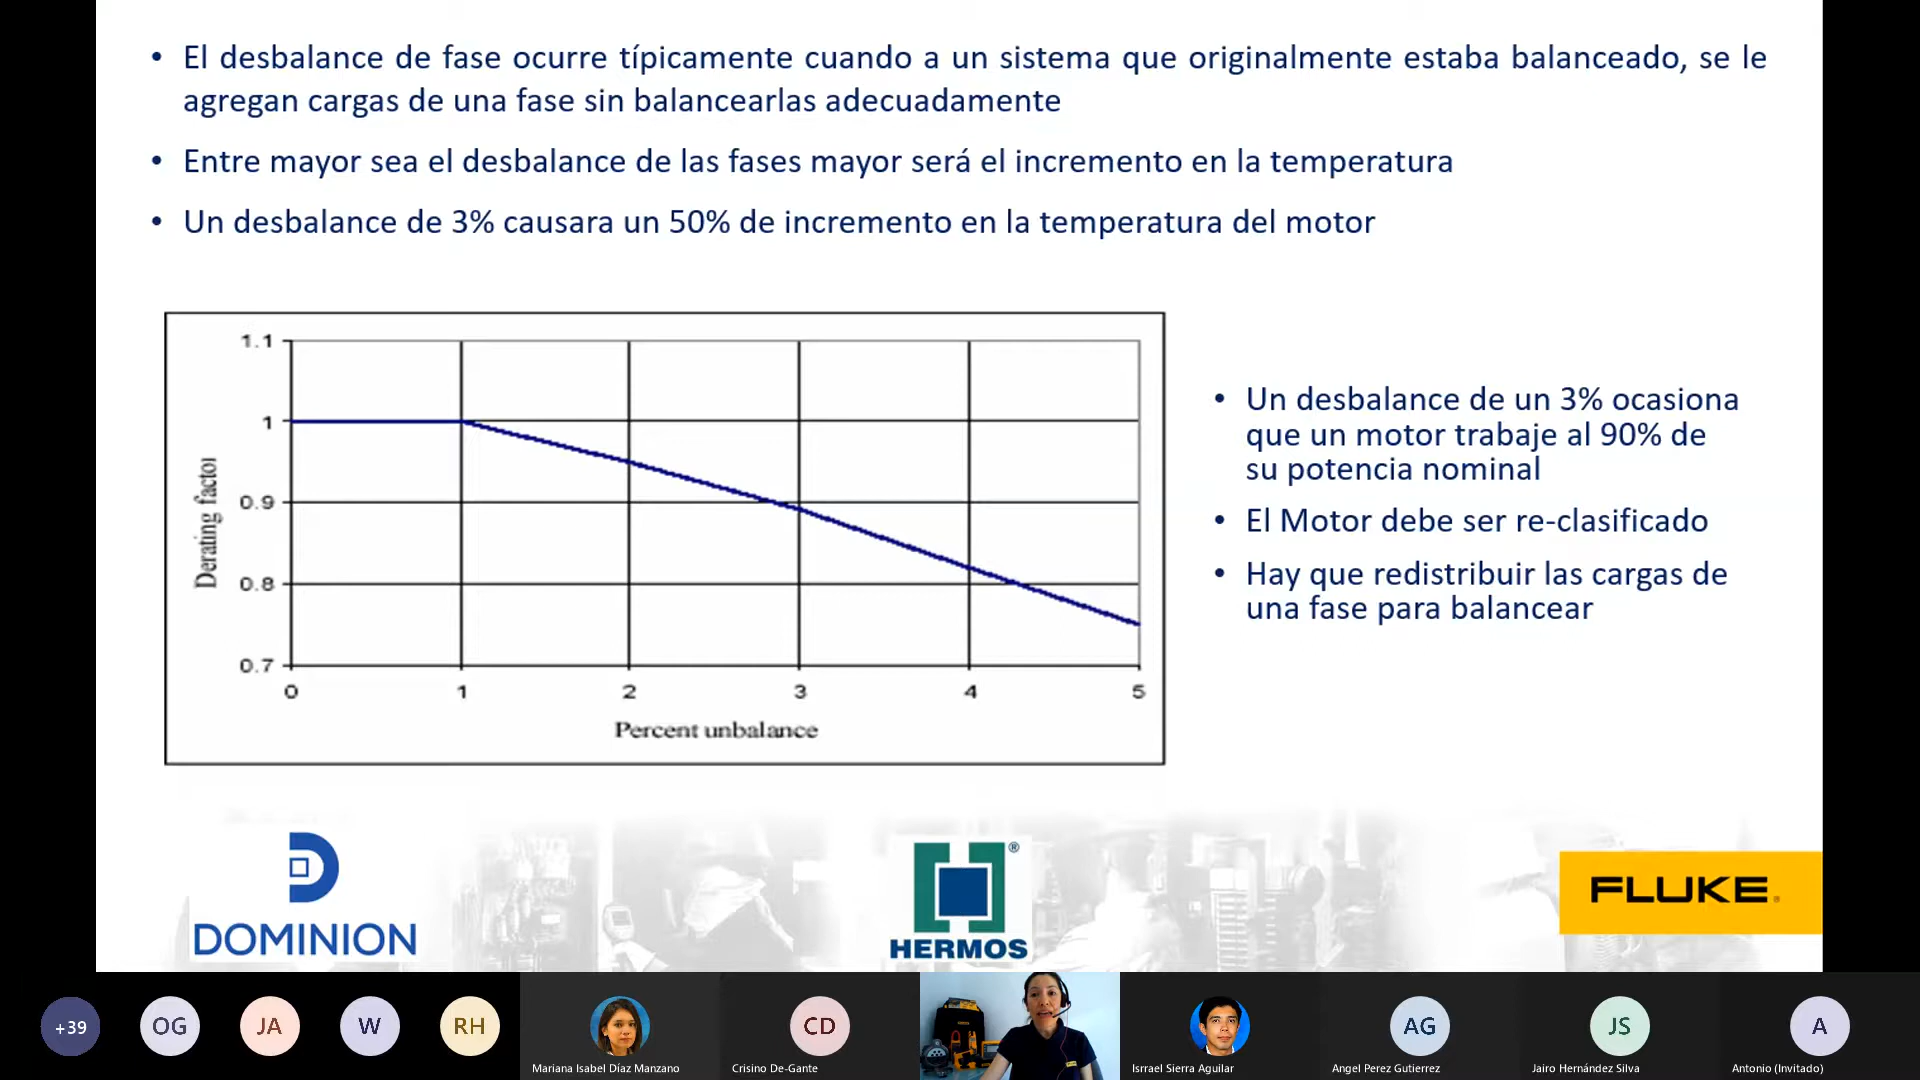 • El desbalance de fase ocurre típicamente cuando a un sistema que originalmente estaba balanceado, se le
agregan cargas de una fase sin balancearlas adecuadamente
• Entre mayor sea el desbalance de las fases mayor será el incremento en la temperatura
• Un desbalance de 3% causara un 50% de incremento en la temperatura del motor
1.1
1
0.9
0.8
0.7
Derating factor
0 1 2 3 4 5
Percent unbalance
• Un desbalance de un 3% ocasiona
que un motor trabaje al 90% de
su potencia nominal
• El Motor debe ser re-clasificado
• Hay que redistribuir las cargas de
una fase para balancear
DOMINION
®
HERMOS
FLUKE®
+39
OG
JA
W
RH
Mariana Isabel Díaz Manzano
CD
Crisino De-Gante
FLUKE
Isrrael Sierra Aguilar
AG
Angel Perez Gutierrez
JS
Jairo Hernández Silva
A
Antonio (Invitado)